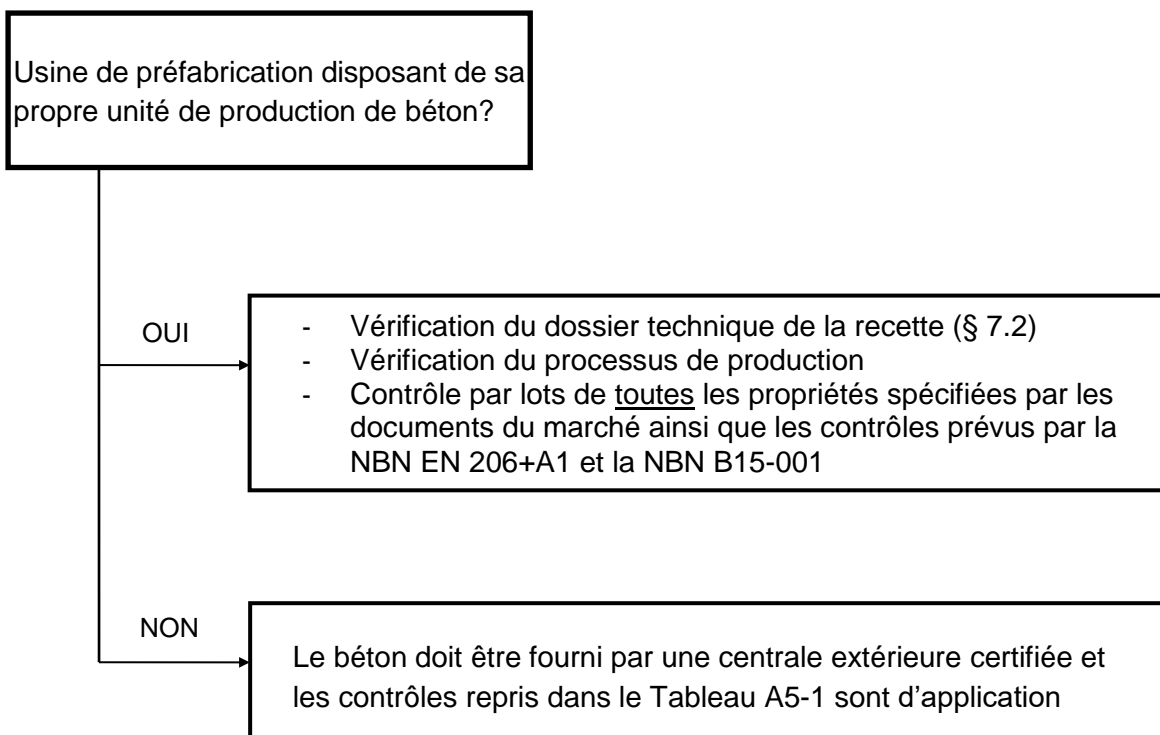 Usine de préfabrication disposant de sa
propre unité de production de béton?
OUI
- Vérification du dossier technique de la recette (§ 7.2)
- Vérification du processus de production
- Contrôle par lots de toutes les propriétés spécifiées par les
documents du marché ainsi que les contrôles prévus par la
NBN EN 206+A1 et la NBN B15-001
NON
Le béton doit être fourni par une centrale extérieure certifiée et
les contrôles repris dans le Tableau A5-1 sont d’application